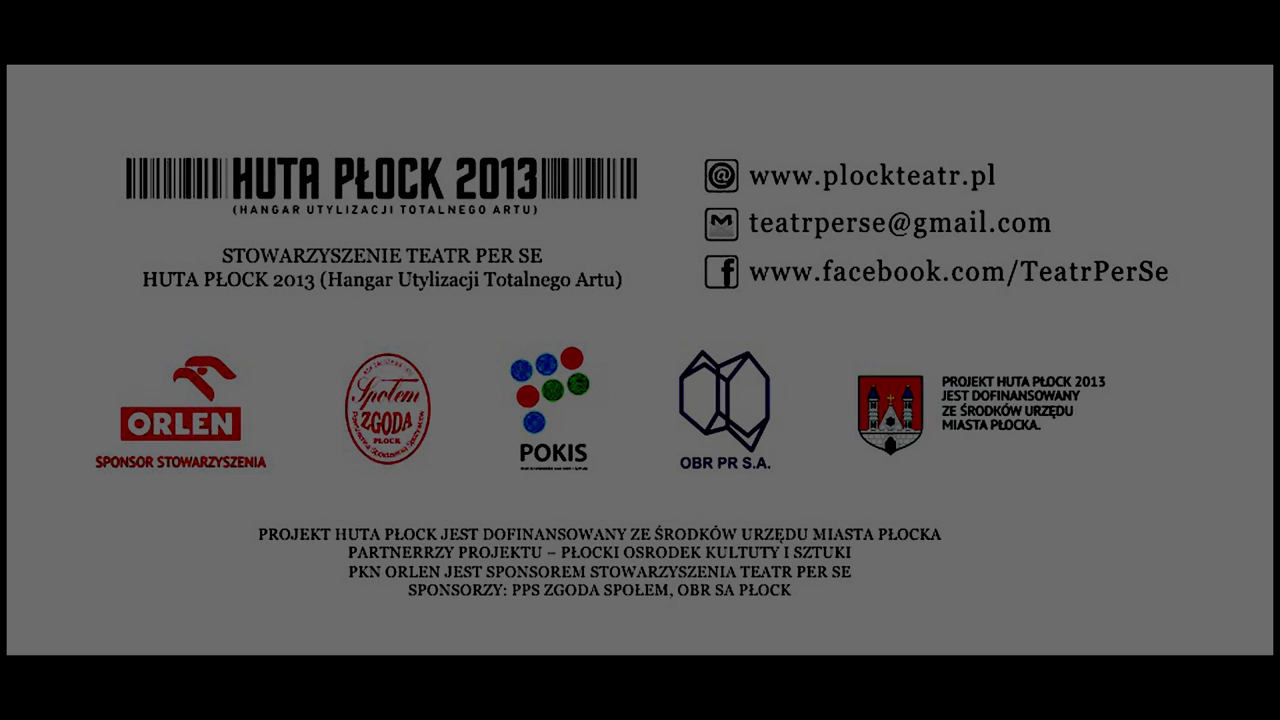 HUTA PŁOCK 2013
(HANGAR UTYLIZACJI TOTALNEGO ARTU)
STOWARZYSZENIE TEATR PER SE
HUTA PŁOCK 2013 (Hangar Utylizacji Totalnego Artu)
www.plockteatr.pl
teatrperse@gmail.com
www.facebook.com/TeatrPerSe
ORLEN
SPONSOR STOWARZYSZENIA
Społem
ZGODA
PŁOCK
POKIS
OBR PR S.A.
PROJEKT HUTA PŁOCK 2013
JEST DOFINANSOWANY
ZE ŚRODKÓW URZĘDU
MIASTA PŁOCKA.
PROJEKT HUTA PŁOCK JEST DOFINANSOWANY ZE ŚRODKÓW URZĘDU MIASTA PŁOCKA
PARTNERRZY PROJEKTU – PŁOCKI OSRODEK KULTUTY I SZTUKI
PKN ORLEN JEST SPONSOREM STOWARZYSZENIA TEATR PER SE
SPONSORZY: PPS ZGODA SPOŁEM, OBR SA PŁOCK